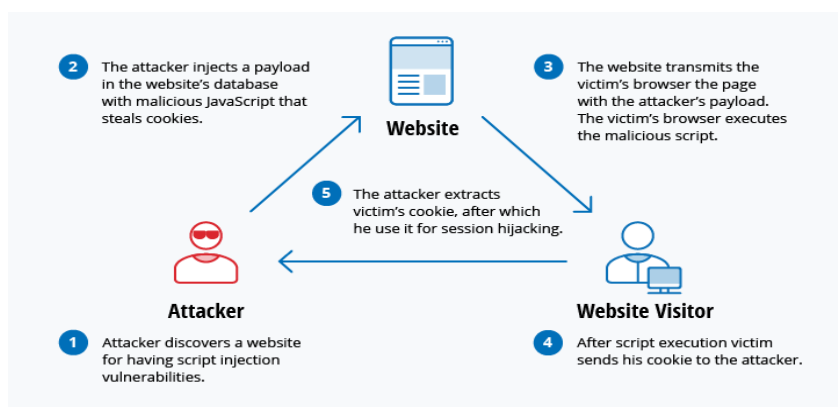 2
The attacker injects a payload
in the website's database
with malicious JavaScript that
steals cookies.
Website
3
The website transmits the
victim's browser the page
with the attacker's payload.
The victim's browser executes
the malicious script.
5
The attacker extracts
victim's cookie, after which
he use it for session hijacking.
Attacker
1
Attacker discovers a website
for having script injection
vulnerabilities.
Website Visitor
4
After script execution victim
sends his cookie to the attacker.